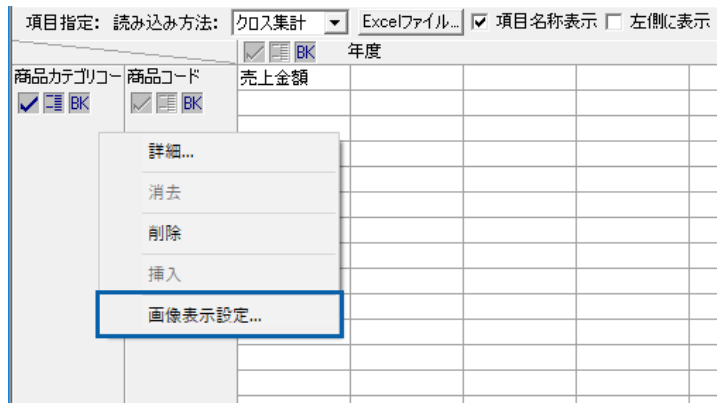 項目指定: 読み込み方法: クロス集計 Excelファイル... 項目名称表示 左側に表示
BK 年度
商品カテゴリコー 商品コード 売上金額
BK BK
詳細...
消去
削除
挿入
画像表示設定...